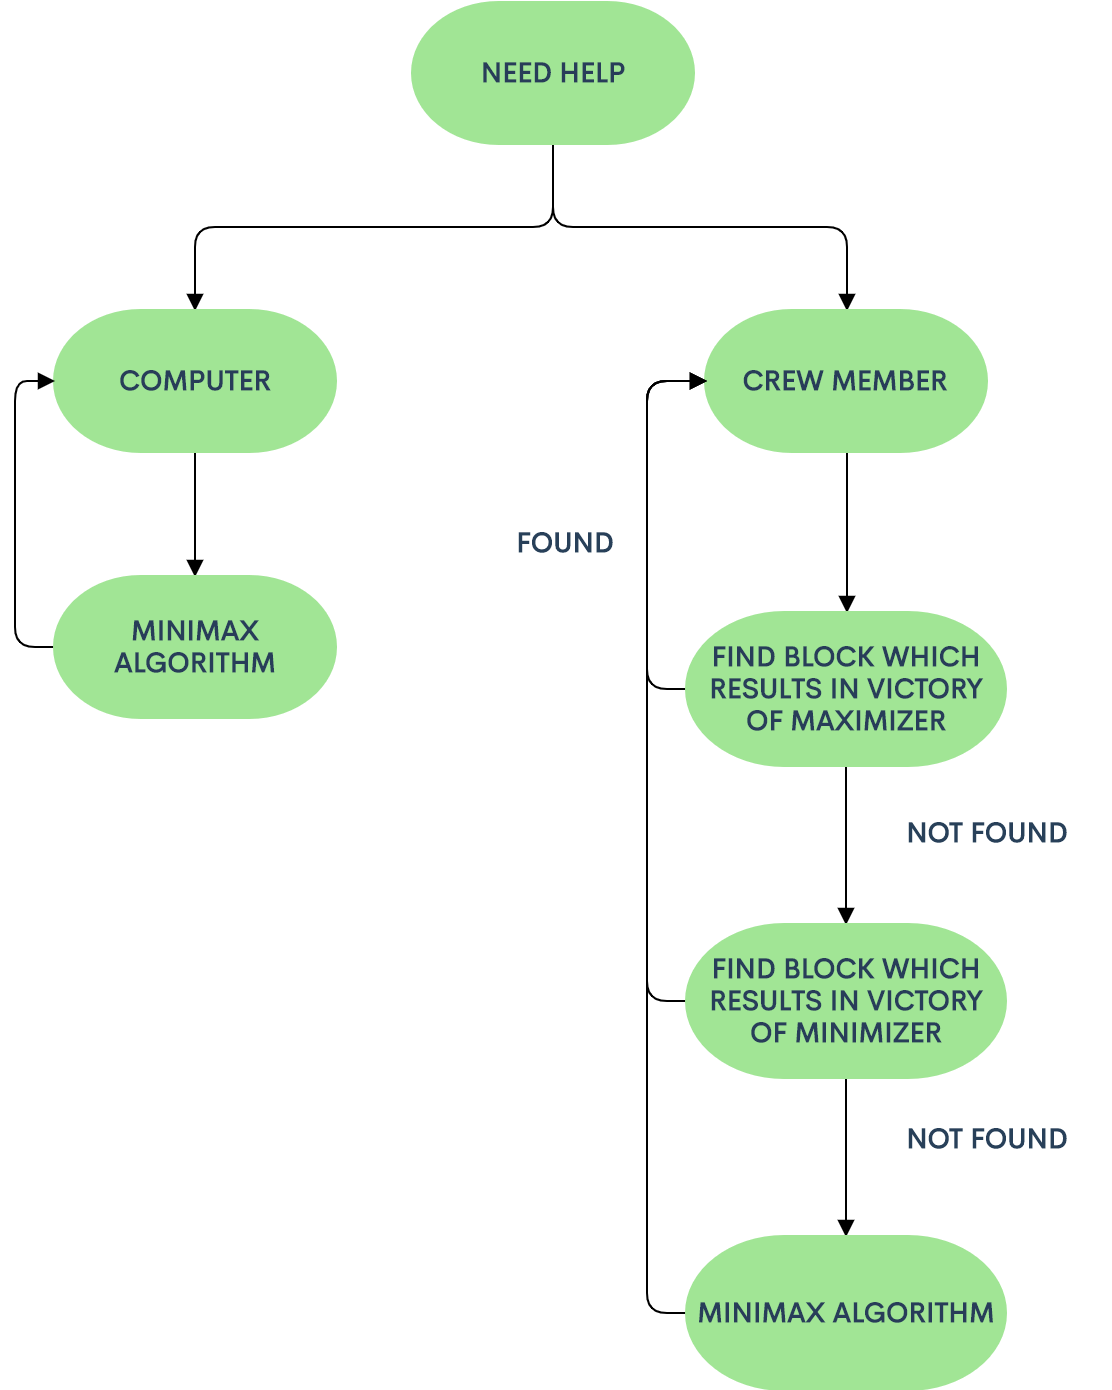 NEED HELP
COMPUTER
CREW MEMBER
FOUND
MINIMAX
ALGORITHM
FIND BLOCK WHICH
RESULTS IN VICTORY
OF MAXIMIZER
NOT FOUND
FIND BLOCK WHICH
RESULTS IN VICTORY
OF MINIMIZER
NOT FOUND
MINIMAX ALGORITHM